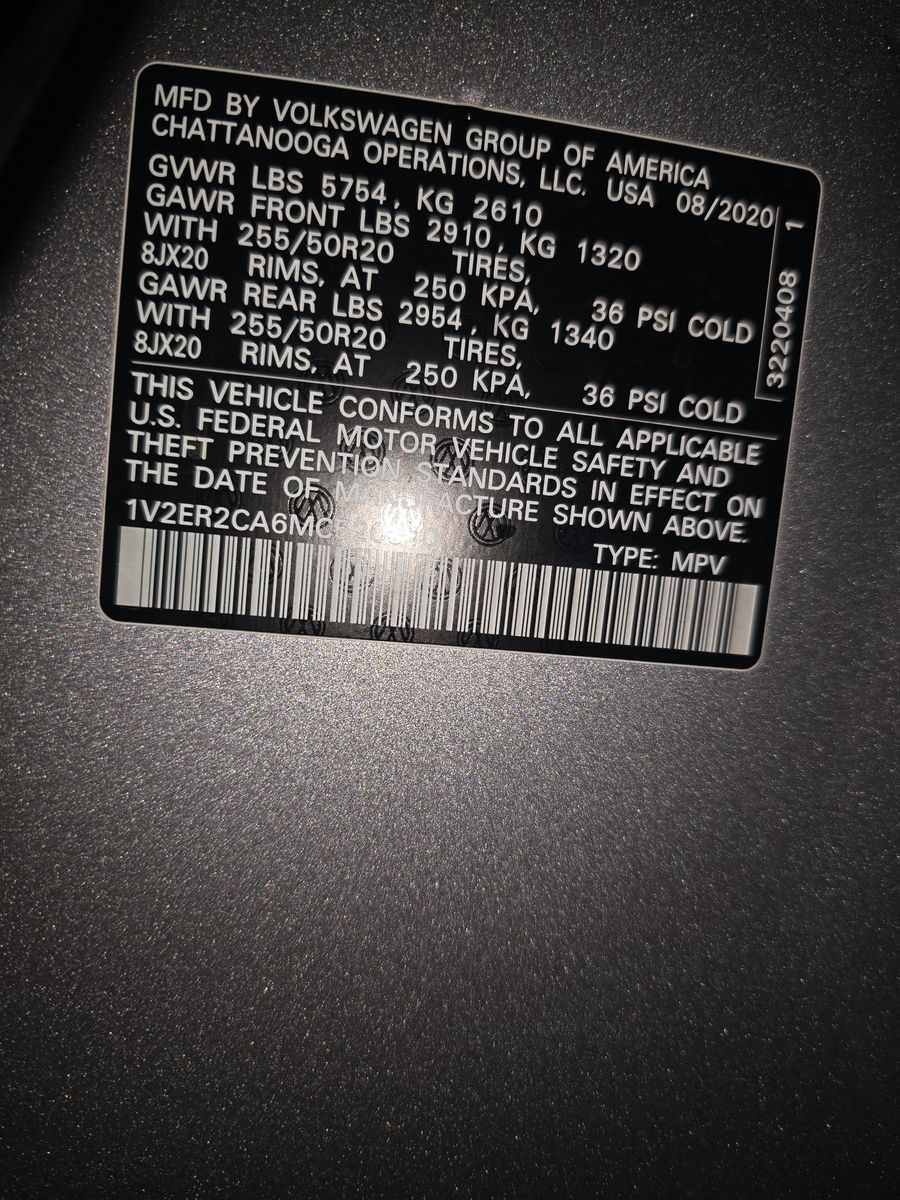 MFD BY VOLKSWAGEN GROUP OF AMERICA
CHATTANOOGA OPERATIONS, LLC. USA 08/2020
GVWR LBS 5754, KG 2610
GAWR FRONT LBS 2910, KG 1320
WITH 255/50R20 TIRES,
8JX20 RIMS, AT 250 KPA, 36 PSI COLD
GAWR REAR LBS 2954, KG 1340
WITH 255/50R20 TIRES,
8JX20 RIMS, AT 250 KPA, 36 PSI COLD
3220408 1
THIS VEHICLE CONFORMS TO ALL APPLICABLE
U.S. FEDERAL MOTOR VEHICLE SAFETY AND
THEFT PREVENTION STANDARDS IN EFFECT ON
THE DATE OF MANUFACTURE SHOWN ABOVE.
TYPE: MPV